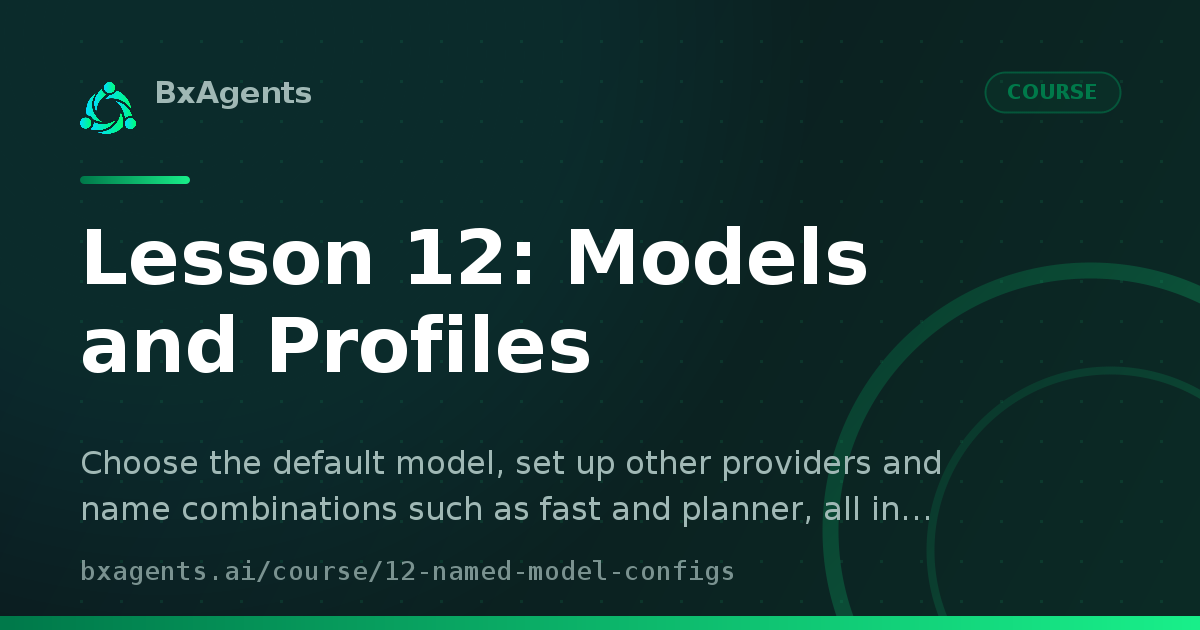 BxAgents
COURSE
Lesson 12: Models
and Profiles
Choose the default model, set up other providers and
name combinations such as fast and planner, all in...
bxagents.ai/course/12-named-model-configs